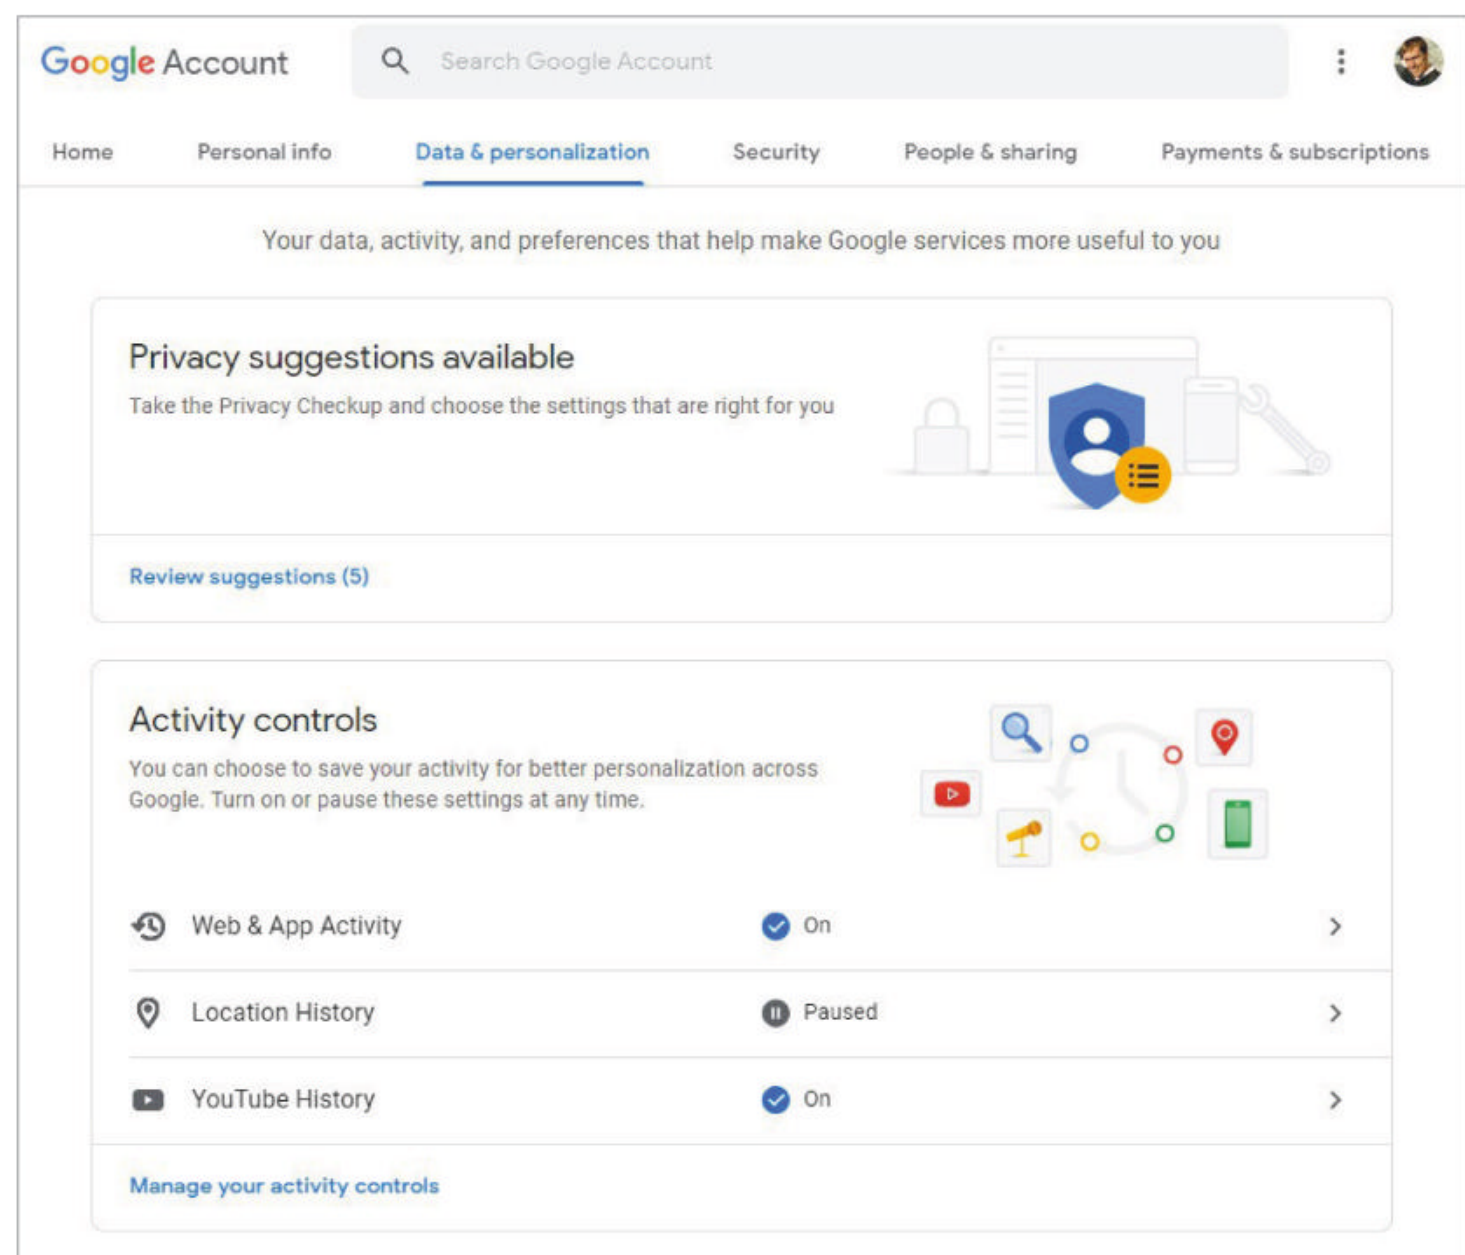 Google Account
Search Google Account
Home Personal info Data & personalization Security People & sharing Payments & subscriptions
Your data, activity, and preferences that help make Google services more useful to you
Privacy suggestions available
Take the Privacy Checkup and choose the settings that are right for you
Review suggestions (5)
Activity controls
You can choose to save your activity for better personalization across
Google. Turn on or pause these settings at any time.
Web & App Activity On
Location History Paused
YouTube History On
Manage your activity controls